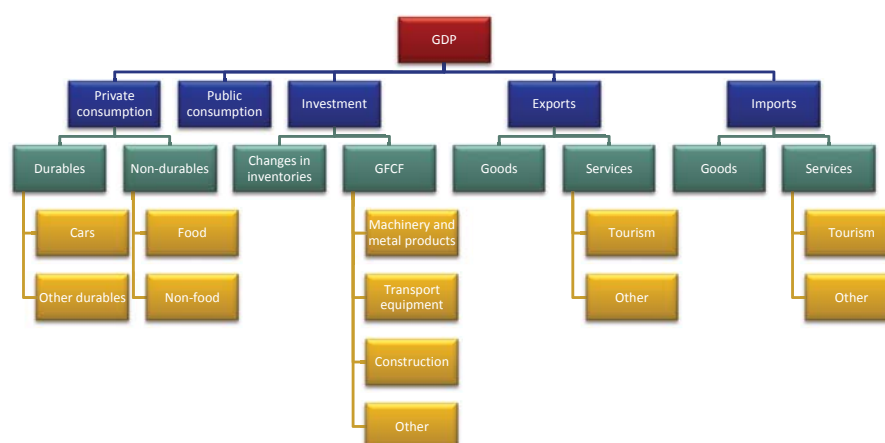 GDP
Private
consumption
Public
consumption
Investment
Exports
Imports
Durables
Non-durables
Changes in
inventories
GFCF
Goods
Services
Goods
Services
Cars
Food
Machinery and
metal products
Tourism
Tourism
Other durables
Non-food
Transport
equipment
Other
Other
Construction
Other